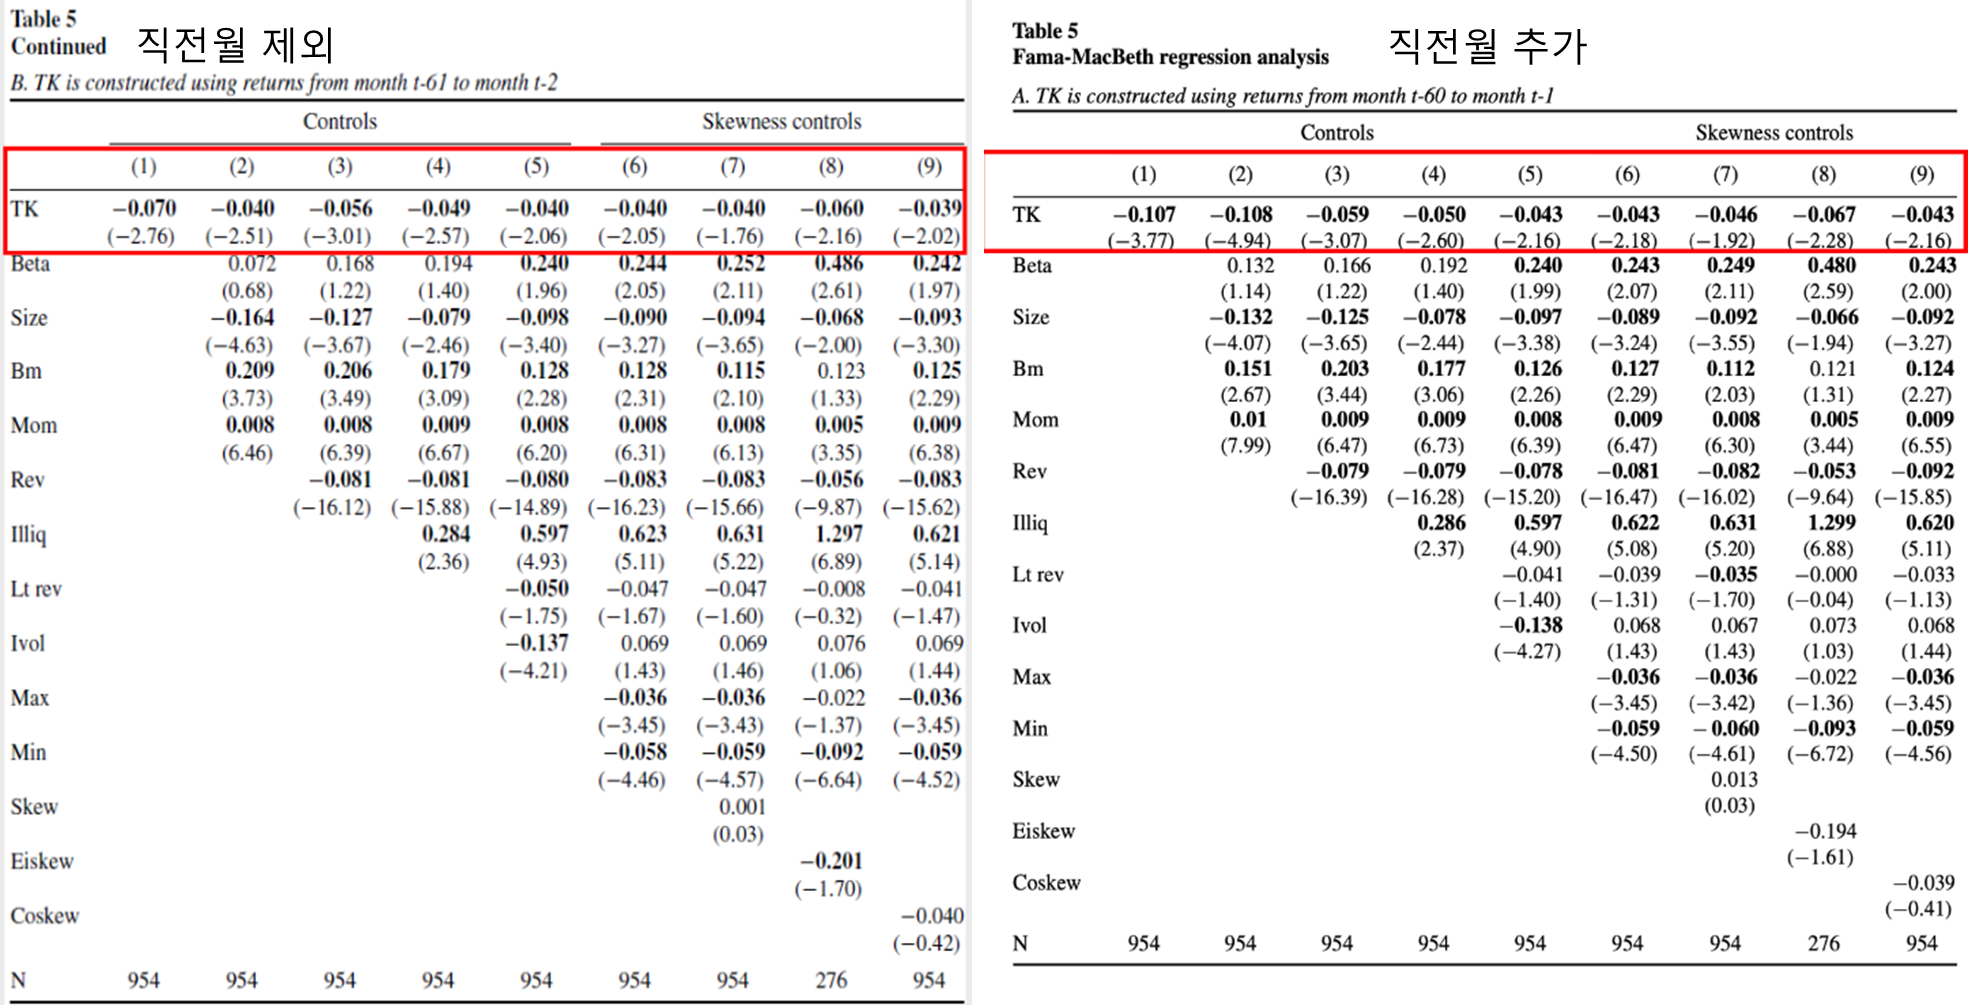 Table 5
Continued 직전월 제외
B. TK is constructed using returns from month t-61 to month t-2
Controls Skewness controls
(1) (2) (3) (4) (5) (6) (7) (8) (9)
TK −0.070 −0.040 −0.056 −0.049 −0.040 −0.040 −0.040 −0.060 −0.039
(−2.76) (−2.51) (−3.01) (−2.57) (−2.06) (−2.05) (−1.76) (−2.16) (−2.02)
Beta 0.072 0.168 0.194 0.240 0.244 0.252 0.486 0.242
(0.68) (1.22) (1.40) (1.96) (2.05) (2.11) (2.61) (1.97)
Size −0.164 −0.127 −0.079 −0.098 −0.090 −0.094 −0.068 −0.093
(−4.63) (−3.67) (−2.46) (−3.40) (−3.27) (−3.65) (−2.00) (−3.30)
Bm 0.209 0.206 0.179 0.128 0.128 0.115 0.123 0.125
(3.73) (3.49) (3.09) (2.28) (2.31) (2.10) (1.33) (2.29)
Mom 0.008 0.008 0.009 0.008 0.008 0.008 0.005 0.009
(6.46) (6.39) (6.67) (6.20) (6.31) (6.13) (3.35) (6.38)
Rev −0.081 −0.081 −0.080 −0.083 −0.083 −0.056 −0.083
(−16.12) (−15.88) (−14.89) (−16.23) (−15.66) (−9.87) (−15.62)
Illiq 0.284 0.597 0.623 0.631 1.297 0.621
(2.36) (4.93) (5.11) (5.22) (6.89) (5.14)
Lt rev −0.050 −0.047 −0.047 −0.008 −0.041
(−1.75) (−1.67) (−1.60) (−0.32) (−1.47)
Ivol −0.137 0.069 0.069 0.076 0.069
(−4.21) (1.43) (1.46) (1.06) (1.44)
Max −0.036 −0.036 −0.022 −0.036
(−3.45) (−3.43) (−1.37) (−3.45)
Min −0.058 −0.059 −0.092 −0.059
(−4.46) (−4.57) (−6.64) (−4.52)
Skew 0.001
(0.03)
Eiskew −0.201
(−1.70)
Coskew −0.040
(−0.42)
N 954 954 954 954 954 954 954 276 954
Table 5
Fama-MacBeth regression analysis 직전월 추가
A. TK is constructed using returns from month t-60 to month t-1
Controls Skewness controls
(1) (2) (3) (4) (5) (6) (7) (8) (9)
TK −0.107 −0.108 −0.059 −0.050 −0.043 −0.043 −0.046 −0.067 −0.043
(−3.77) (−4.94) (−3.07) (−2.60) (−2.16) (−2.18) (−1.92) (−2.28) (−2.16)
Beta 0.132 0.166 0.192 0.240 0.243 0.249 0.480 0.243
(1.14) (1.22) (1.40) (1.99) (2.07) (2.11) (2.59) (2.00)
Size −0.132 −0.125 −0.078 −0.097 −0.089 −0.092 −0.066 −0.092
(−4.07) (−3.65) (−2.44) (−3.38) (−3.24) (−3.55) (−1.94) (−3.27)
Bm 0.151 0.203 0.177 0.126 0.127 0.112 0.121 0.124
(2.67) (3.44) (3.06) (2.26) (2.29) (2.03) (1.31) (2.27)
Mom 0.01 0.009 0.009 0.008 0.009 0.008 0.005 0.009
(7.99) (6.47) (6.73) (6.39) (6.47) (6.30) (3.44) (6.55)
Rev −0.079 −0.079 −0.078 −0.081 −0.082 −0.053 −0.092
(−16.39) (−16.28) (−15.20) (−16.47) (−16.02) (−9.64) (−15.85)
Illiq 0.286 0.597 0.622 0.631 1.299 0.620
(2.37) (4.90) (5.08) (5.20) (6.88) (5.11)
Lt rev −0.041 −0.039 −0.035 −0.000 −0.033
(−1.40) (−1.31) (−1.70) (−0.04) (−1.13)
Ivol −0.138 0.068 0.067 0.073 0.068
(−4.27) (1.43) (1.43) (1.03) (1.44)
Max −0.036 −0.036 −0.022 −0.036
(−3.45) (−3.42) (−1.36) (−3.45)
Min −0.059 −0.060 −0.093 −0.059
(−4.50) (−4.61) (−6.72) (−4.56)
Skew 0.013
(0.03)
Eiskew −0.194
(−1.61)
Coskew −0.039
(−0.41)
N 954 954 954 954 954 954 954 276 954